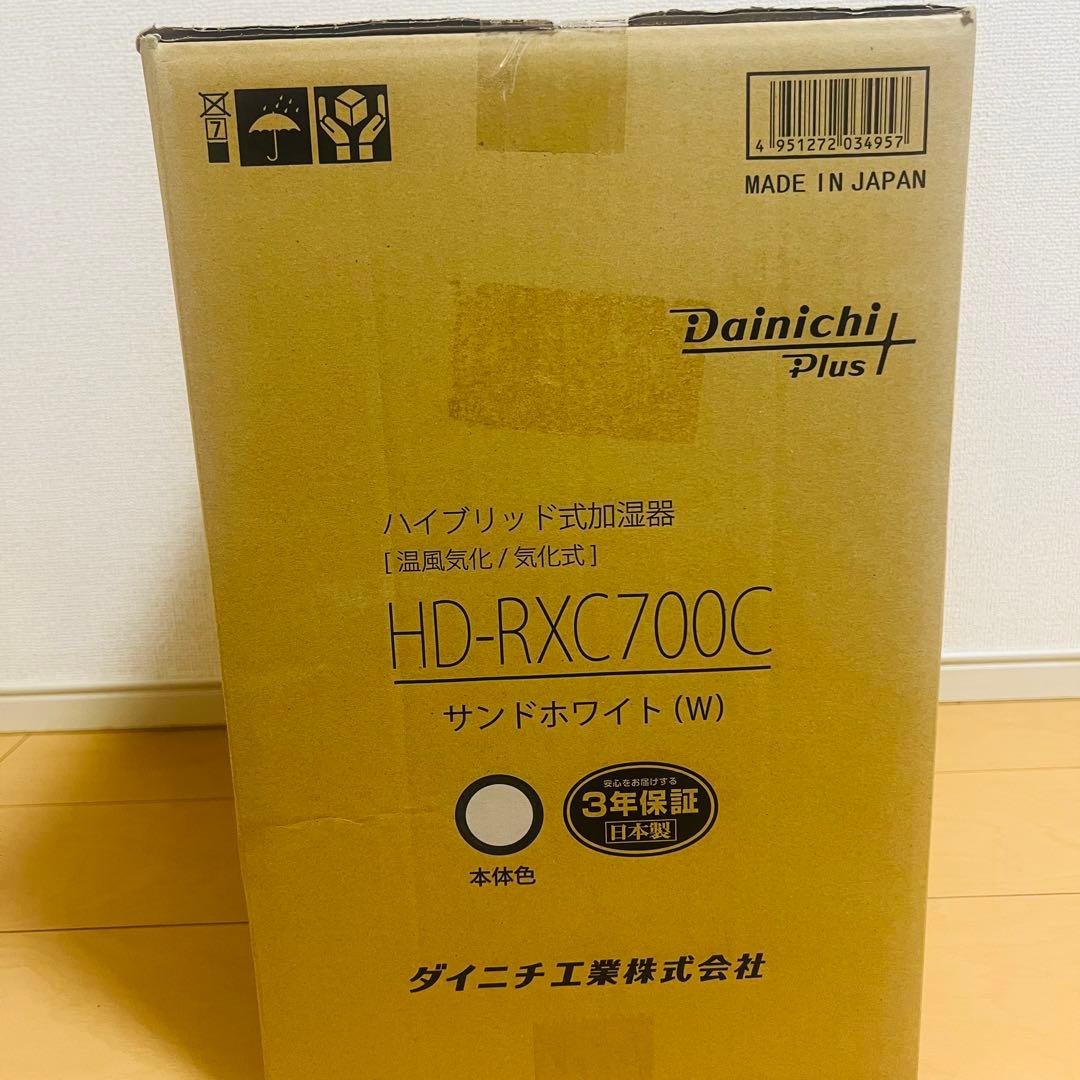 7
4 951272 034957
MADE IN JAPAN
Dainichi
Plus
ハイブリッド式加湿器
[ 温風気化 / 気化式 ]
HD-RXC700C
サンドホワイト（W）
安心をお届けする
3年保証
日本製
本体色
ダイニチ工業株式会社